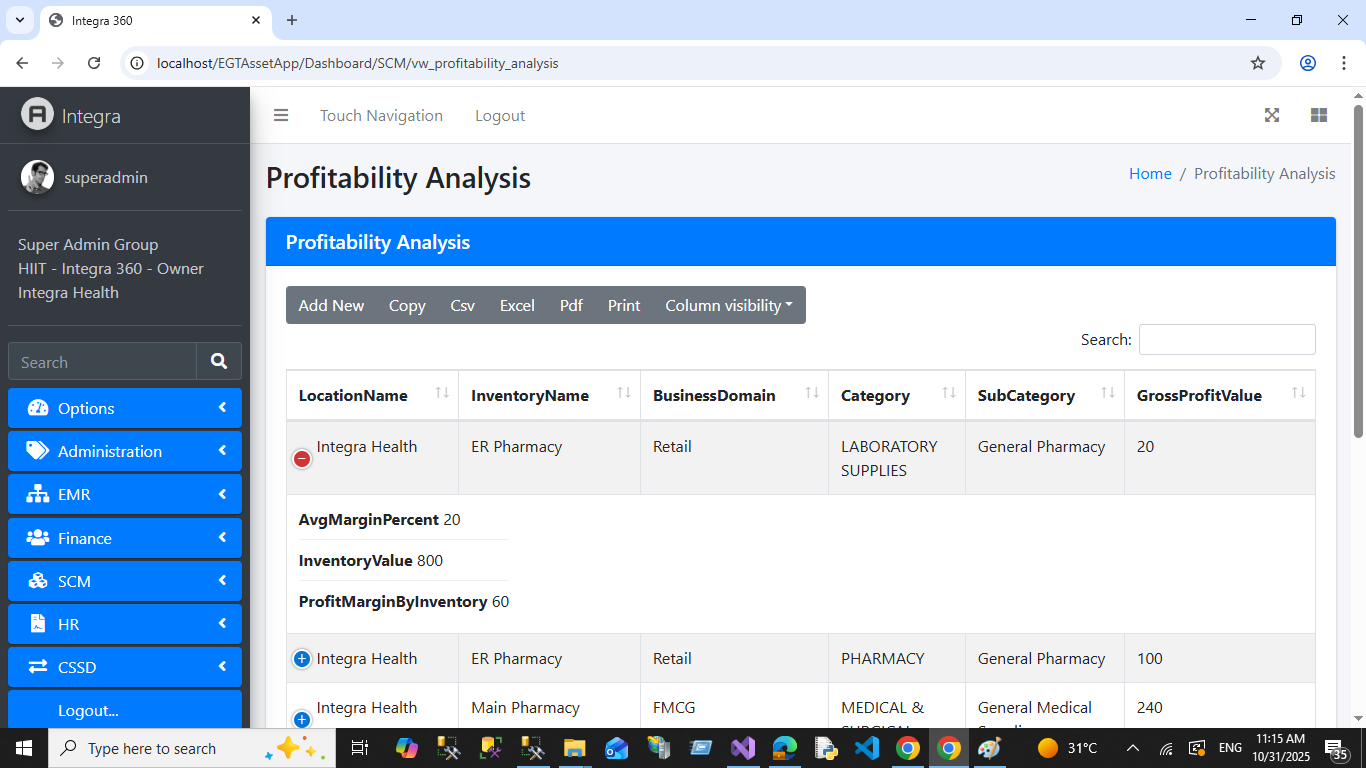 Integra 360
localhost/EGTAssetApp/Dashboard/SCM/vw_profitability_analysis
Integra
Touch Navigation Logout
superadmin
Super Admin Group
HIIT - Integra 360 - Owner
Integra Health
Search
Options
Administration
EMR
Finance
SCM
HR
CSSD
Logout...
Profitability Analysis
Home / Profitability Analysis
Profitability Analysis
Add New Copy Csv Excel Pdf Print Column visibility
Search:
LocationName InventoryName BusinessDomain Category SubCategory GrossProfitValue
Integra Health ER Pharmacy Retail LABORATORY General Pharmacy 20
SUPPLIES
AvgMarginPercent 20
InventoryValue 800
ProfitMarginByInventory 60
Integra Health ER Pharmacy Retail PHARMACY General Pharmacy 100
Integra Health Main Pharmacy FMCG MEDICAL & General Medical 240
Type here to search
31°C
ENG
11:15 AM
10/31/2025
35